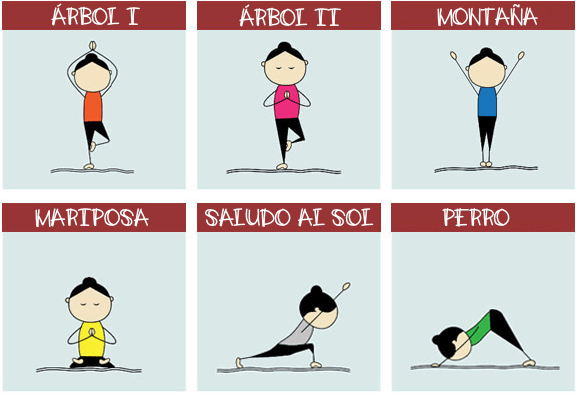 ÁRBOL I
ÁRBOL II
MONTAÑA
MARIPOSA
SALUDO AL SOL
PERRO